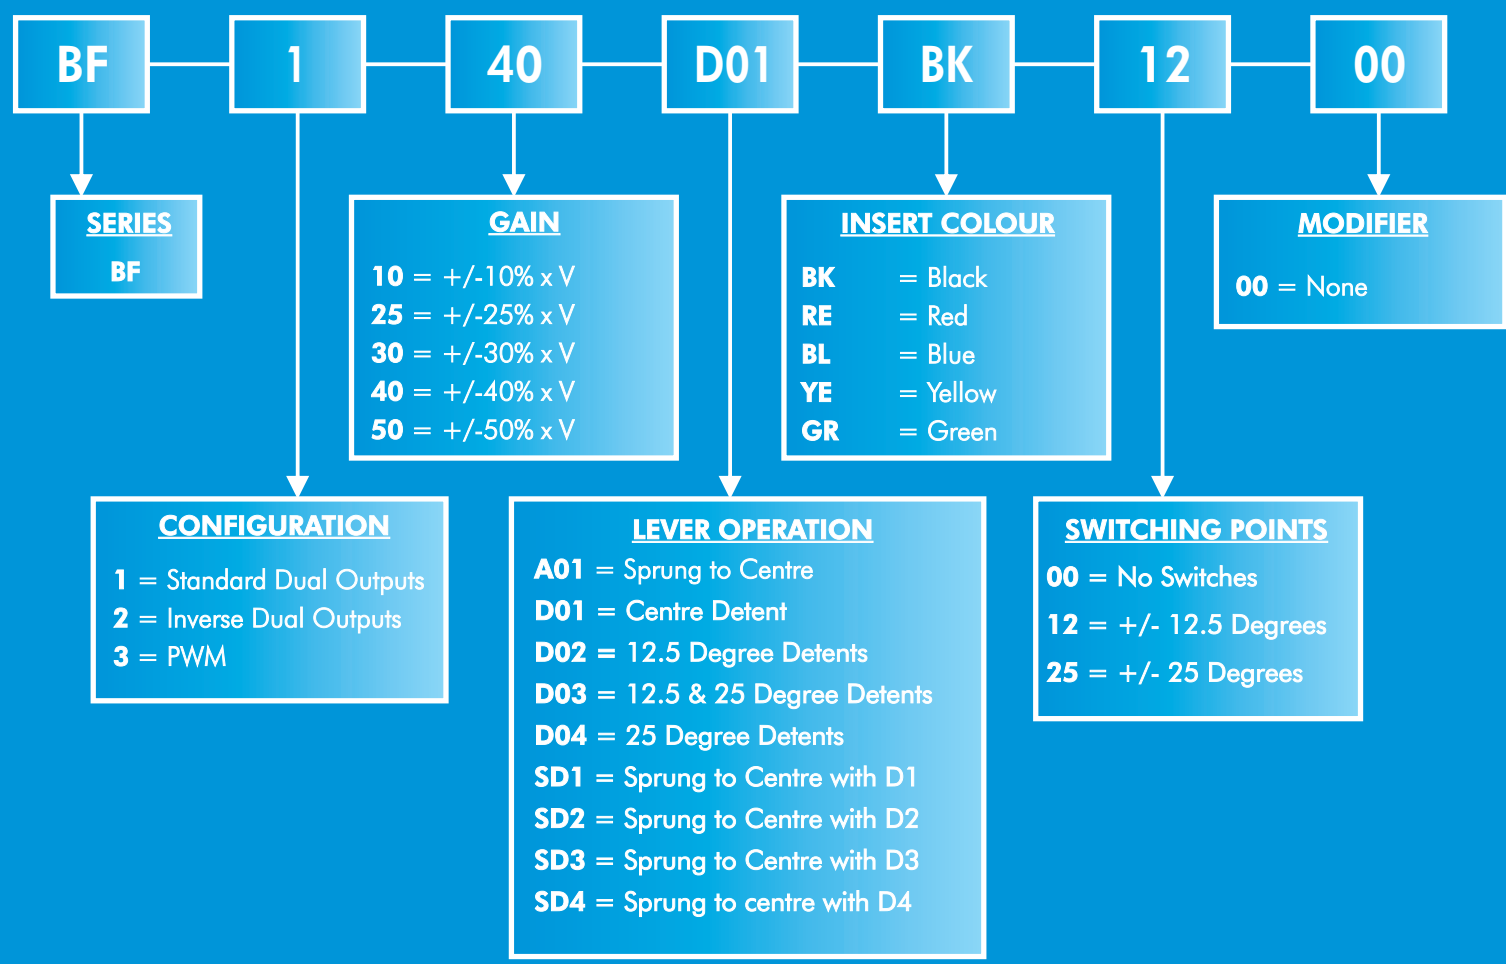 BF 1 40 D01 BK 12 00
SERIES
BF
GAIN
10 = +/-10% x V
25 = +/-25% x V
30 = +/-30% x V
40 = +/-40% x V
50 = +/-50% x V
INSERT COLOUR
BK = Black
RE = Red
BL = Blue
YE = Yellow
GR = Green
MODIFIER
00 = None
CONFIGURATION
1 = Standard Dual Outputs
2 = Inverse Dual Outputs
3 = PWM
LEVER OPERATION
A01 = Sprung to Centre
D01 = Centre Detent
D02 = 12.5 Degree Detents
D03 = 12.5 & 25 Degree Detents
D04 = 25 Degree Detents
SD1 = Sprung to Centre with D1
SD2 = Sprung to Centre with D2
SD3 = Sprung to Centre with D3
SD4 = Sprung to centre with D4
SWITCHING POINTS
00 = No Switches
12 = +/- 12.5 Degrees
25 = +/- 25 Degrees